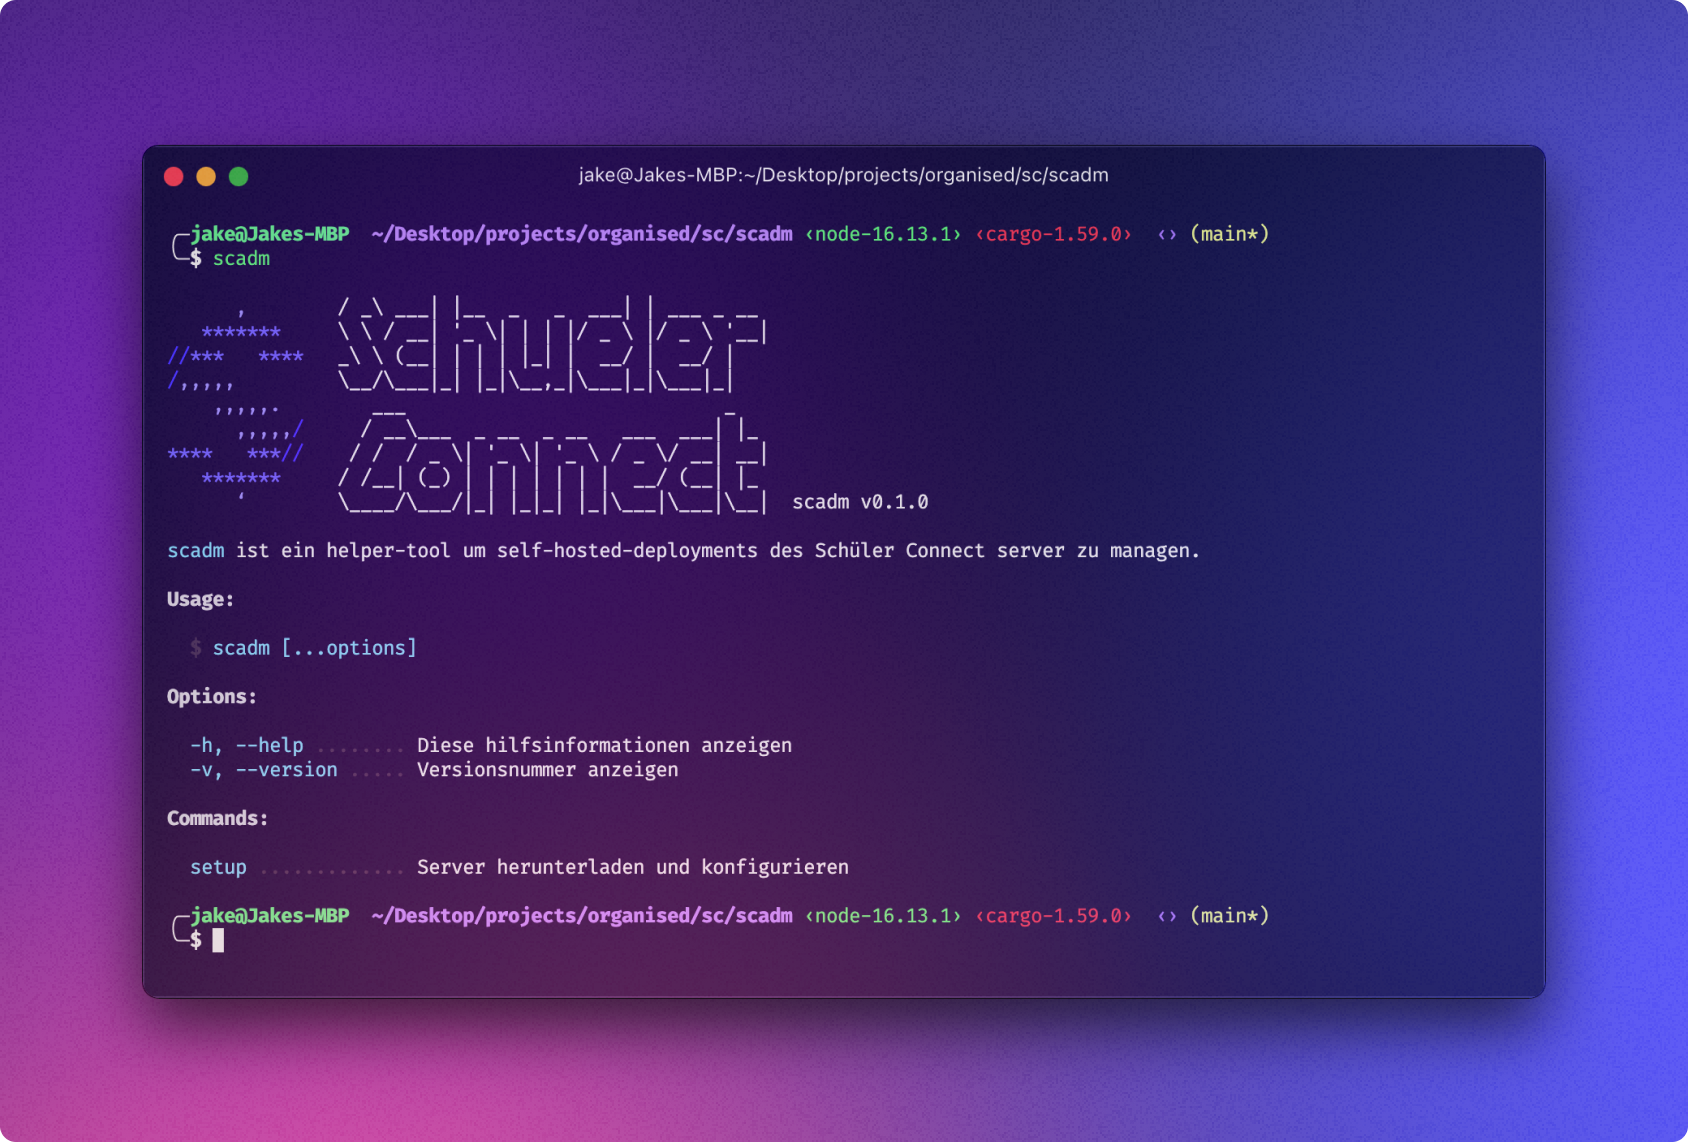 jake@Jakes-MBP:~/Desktop/projects/organised/sc/scadm
╭─jake@Jakes-MBP  ~/Desktop/projects/organised/sc/scadm ‹node-16.13.1› ‹cargo-1.59.0›  ‹› (main*)
╰─$ scadm
Schueler
Connect
scadm v0.1.0
scadm ist ein helper-tool um self-hosted-deployments des Schüler Connect server zu managen.
Usage:
$ scadm [...options]
Options:
-h, --help ........ Diese hilfsinformationen anzeigen
-v, --version ..... Versionsnummer anzeigen
Commands:
setup ............. Server herunterladen und konfigurieren
╭─jake@Jakes-MBP  ~/Desktop/projects/organised/sc/scadm ‹node-16.13.1› ‹cargo-1.59.0›  ‹› (main*)
╰─$